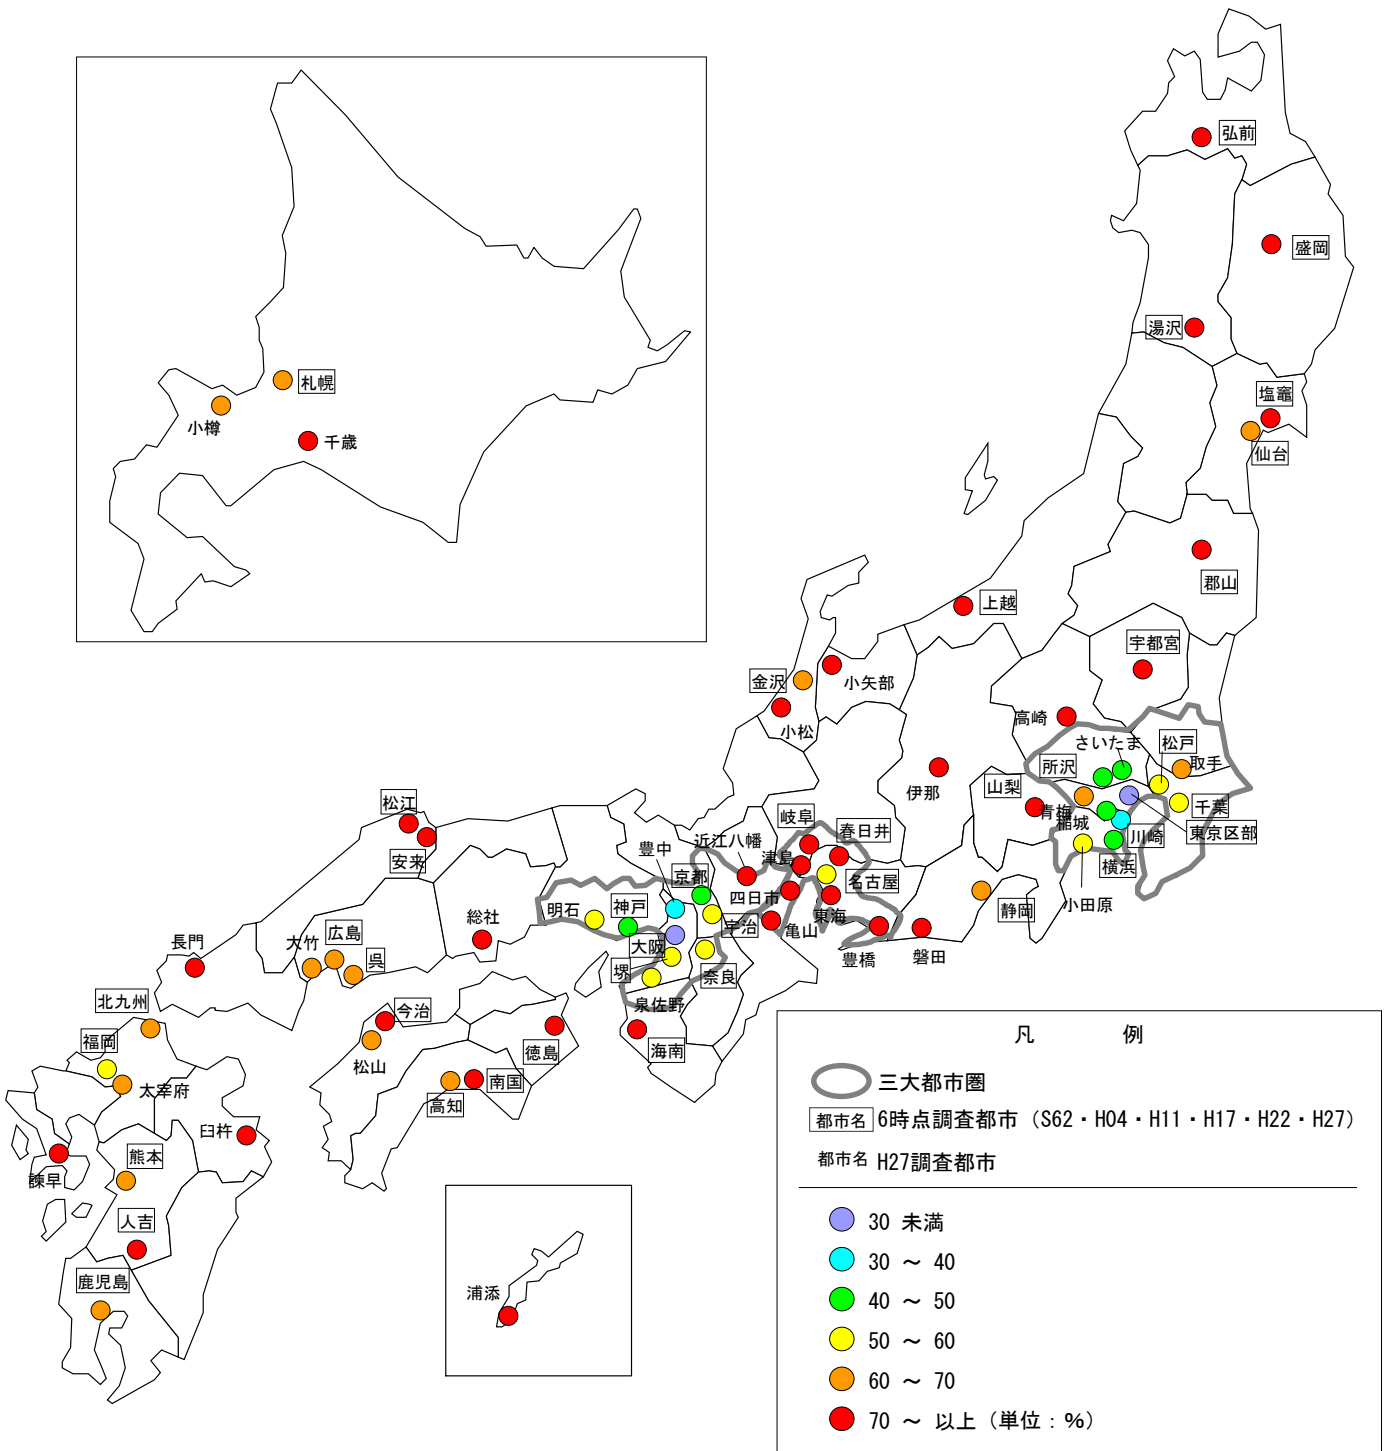 弘前
盛岡
湯沢
塩竈
仙台
札幌
小樽
千歳
郡山
上越
宇都宮
金沢
小矢部
小松
高崎
さいたま
松戸
所沢
取手
伊那
山梨
青梅
稲城
千葉
川崎
東京区部
横浜
小田原
松江
安来
岐阜
春日井
近江八幡
津島
豊中
京都
名古屋
四日市
東海
静岡
明石
神戸
宇治
亀山
豊橋
磐田
総社
大阪
堺
奈良
泉佐野
海南
長門
大竹
広島
呉
北九州
今治
福岡
松山
徳島
太宰府
高知
南国
臼杵
熊本
諫早
人吉
鹿児島
浦添
凡 例
三大都市圏
都市名 6時点調査都市（S62・H04・H11・H17・H22・H27）
都市名 H27調査都市
30 未満
30 ～ 40
40 ～ 50
50 ～ 60
60 ～ 70
70 ～ 以上（単位：%）